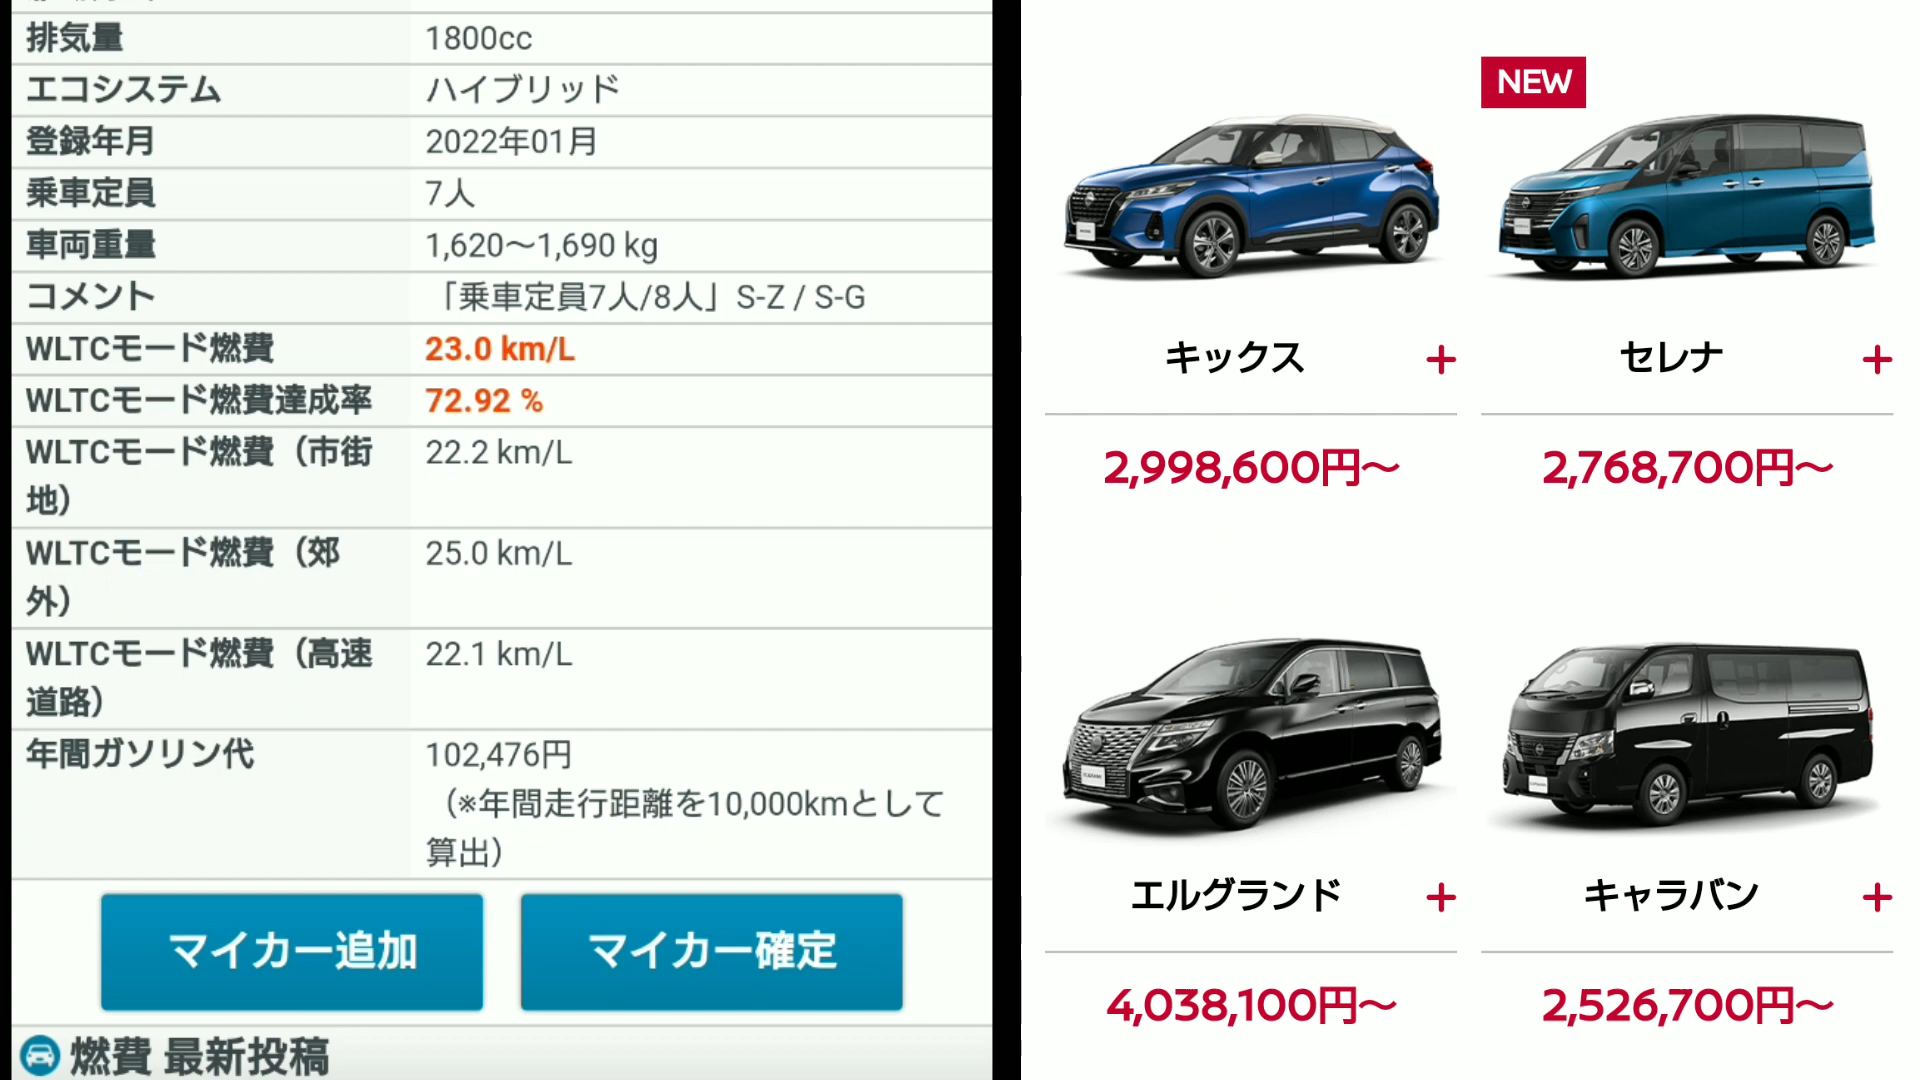 排気量 1800cc
エコシステム ハイブリッド
登録年月 2022年01月
乗車定員 7人
車両重量 1,620〜1,690 kg
コメント 「乗車定員7人/8人」S-Z / S-G
WLTCモード燃費 23.0 km/L
WLTCモード燃費達成率 72.92 %
WLTCモード燃費（市街 22.2 km/L
地）
WLTCモード燃費（郊 25.0 km/L
外）
WLTCモード燃費（高速 22.1 km/L
道路）
年間ガソリン代 102,476円
（※年間走行距離を10,000kmとして
算出）
マイカー追加 マイカー確定
燃費 最新投稿
NEW
キックス + セレナ +
2,998,600円〜 2,768,700円〜
エルグランド + キャラバン +
4,038,100円〜 2,526,700円〜